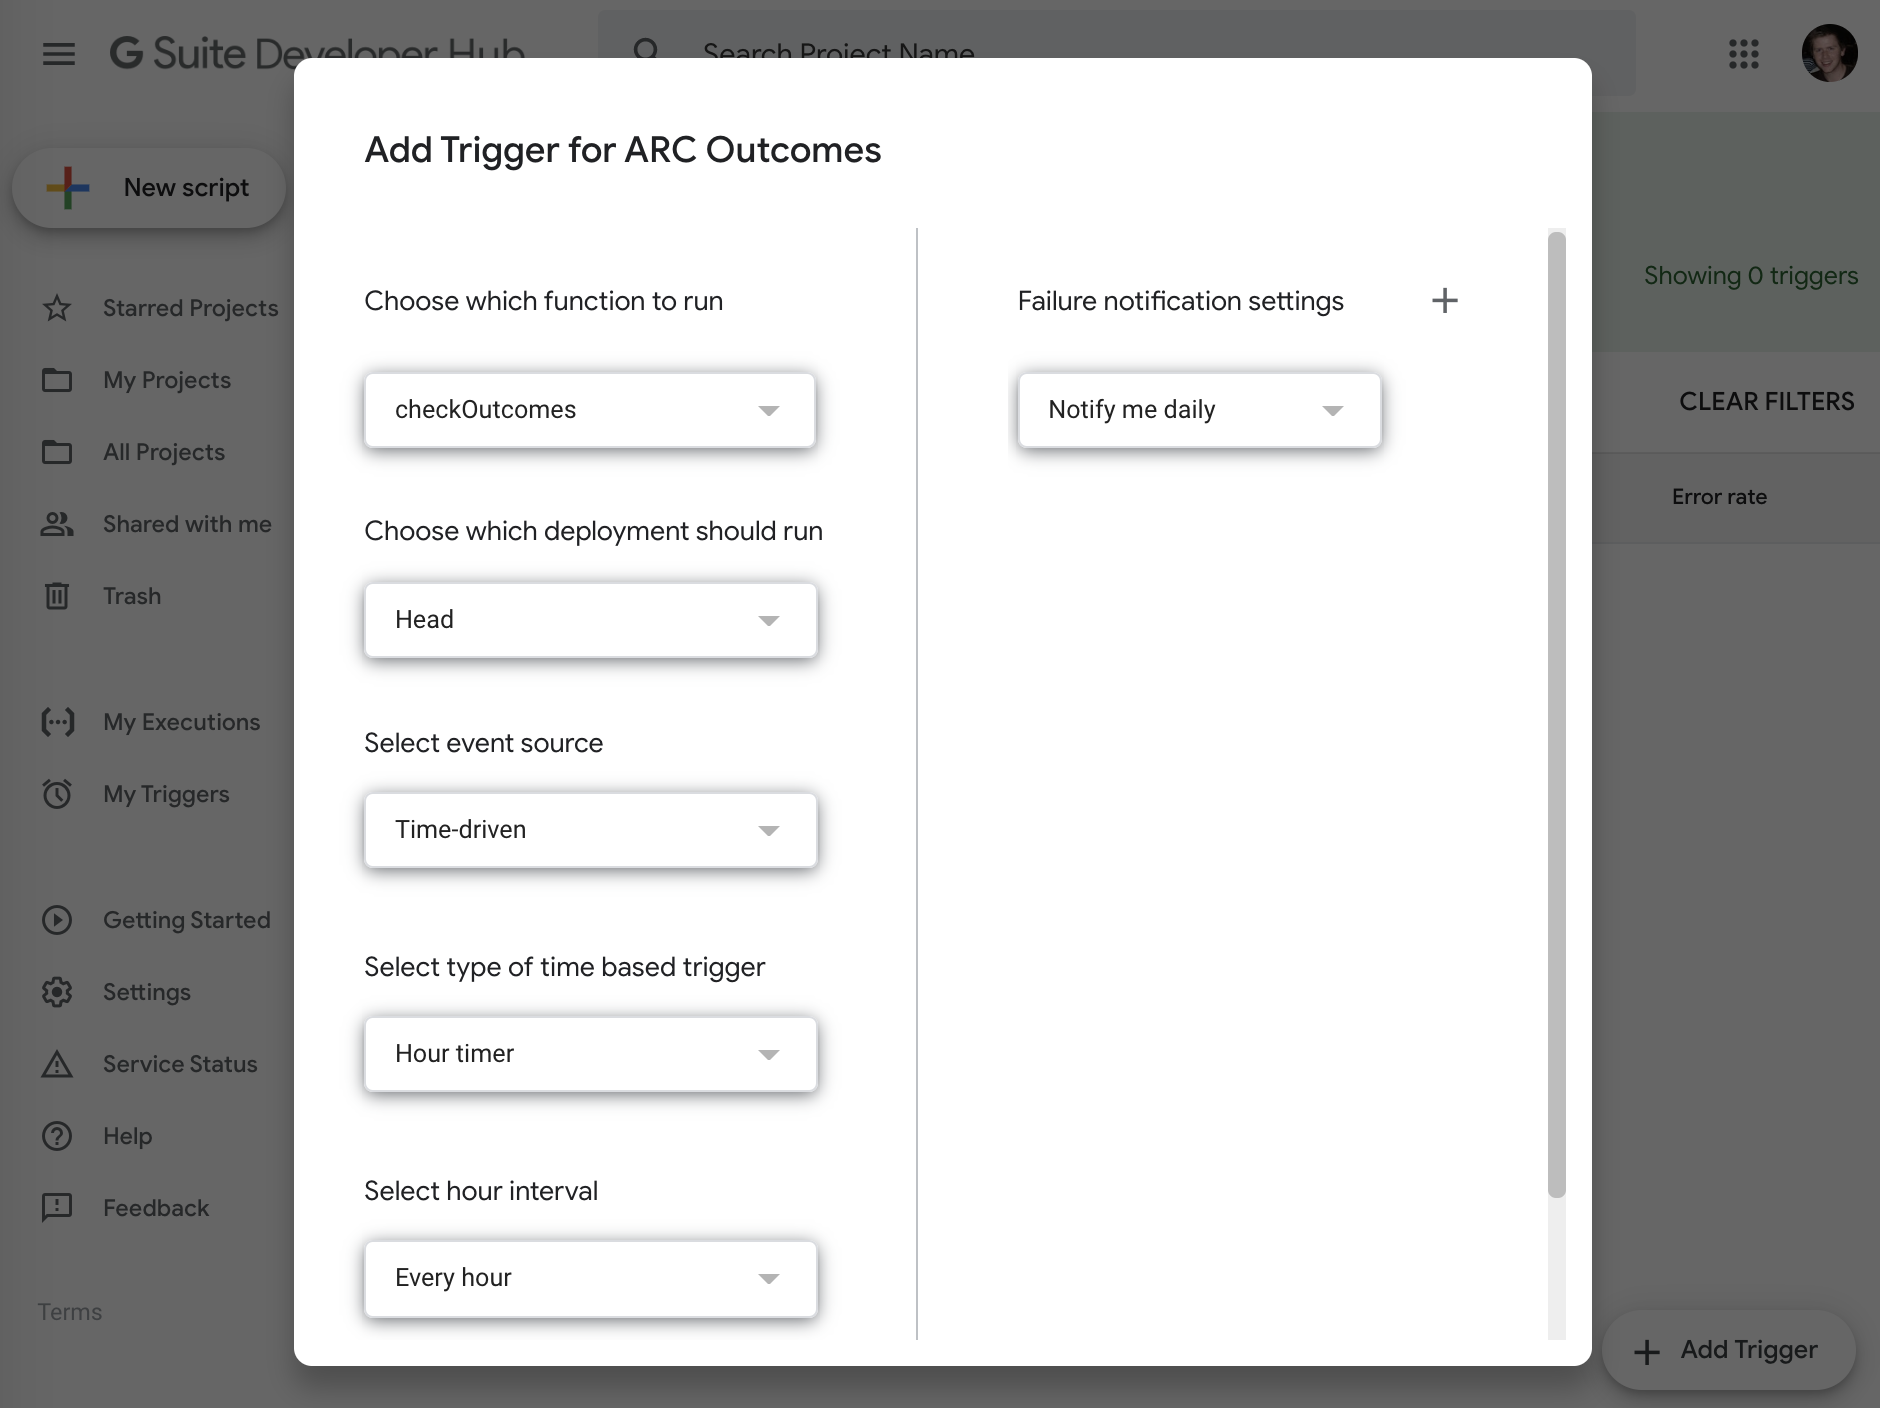 G Suite Developer Hub
Search Project Name
New script
Starred Projects
My Projects
All Projects
Shared with me
Trash
My Executions
My Triggers
Getting Started
Settings
Service Status
Help
Feedback
Terms
Add Trigger for ARC Outcomes
Choose which function to run
checkOutcomes
Choose which deployment should run
Head
Select event source
Time-driven
Select type of time based trigger
Hour timer
Select hour interval
Every hour
Failure notification settings
Notify me daily
Showing 0 triggers
CLEAR FILTERS
Error rate
Add Trigger